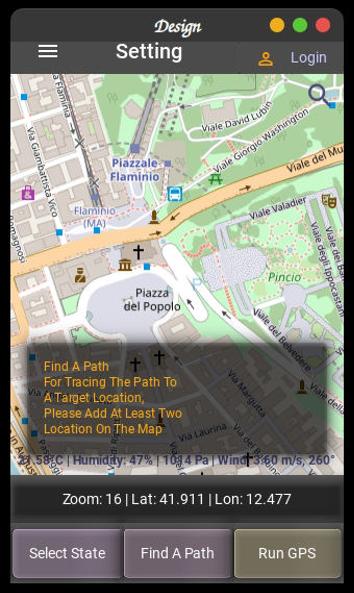 Design
Setting
Login
Viale David Lubin
Viale Giorgio Washington
Via Flaminia
Piazzale
Flaminio
Via Giambattista Vico
Viale del Mu
Flaminio
(MA)
Viale Valadier
Viale degli Ippocastani
omagnosi
P
Pincio
Piazza
del Popolo
Viale del Belvedere
Find A Path
For Tracing The Path To
A Target Location,
Please Add At Least Two
Location On The Map
Via Margutta
Via Laurina
58°C | Humidity: 47% | 1014 Pa | Wind: 3.60 m/s, 260°
Zoom: 16 | Lat: 41.911 | Lon: 12.477
Select State
Find A Path
Run GPS